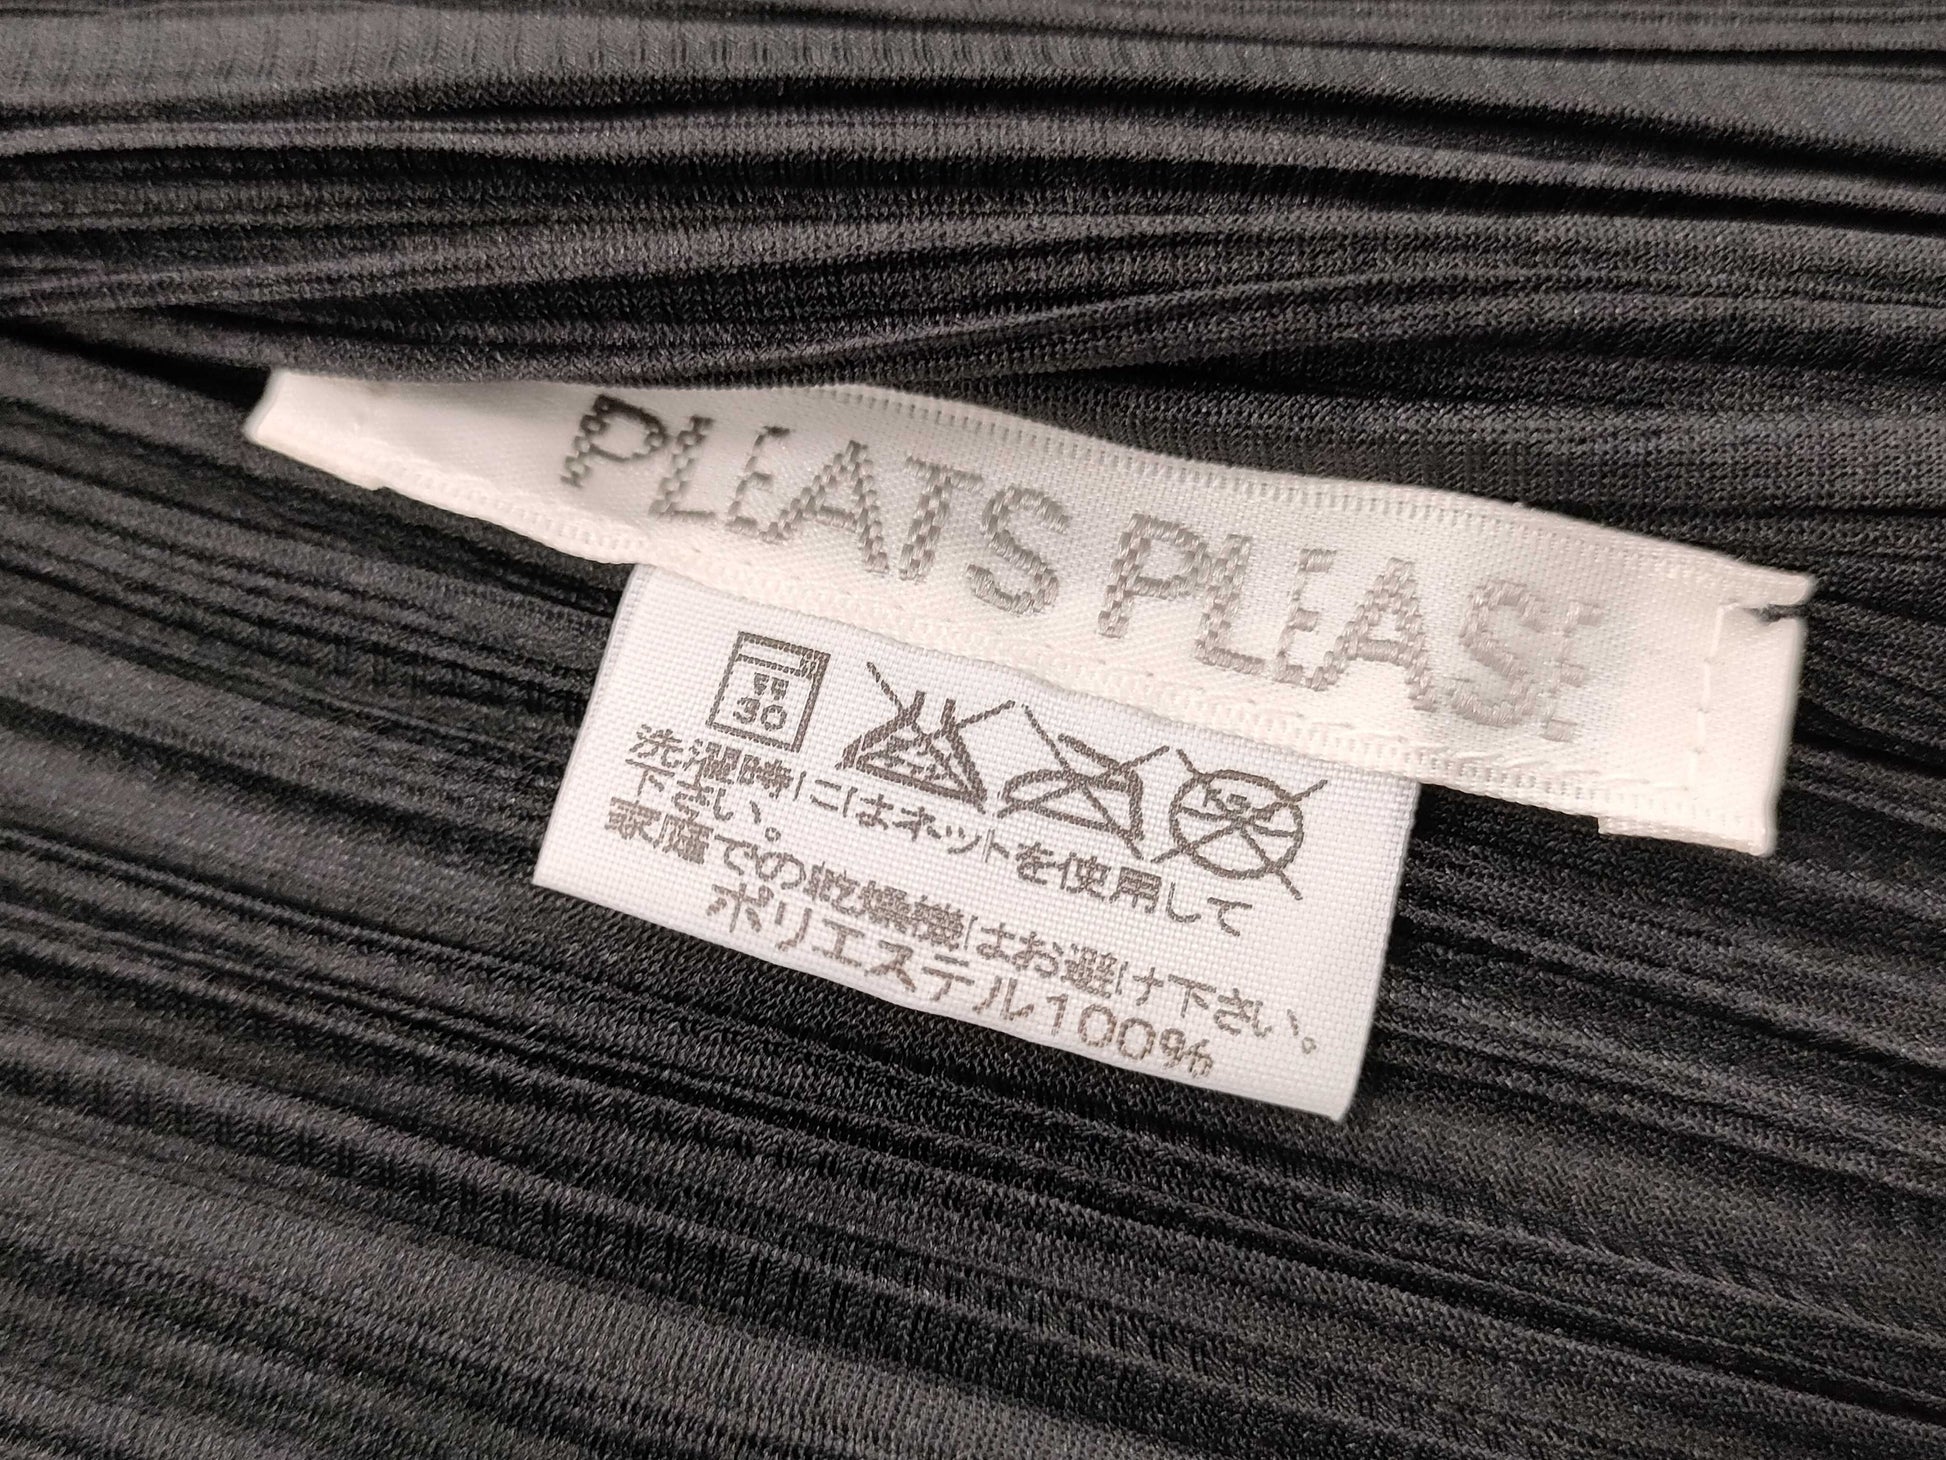 PLEATS PLEASE
弱
30
洗濯時にはネットを使用して
下さい。
家庭での乾燥機はお避け下さい。
ポリエステル100%